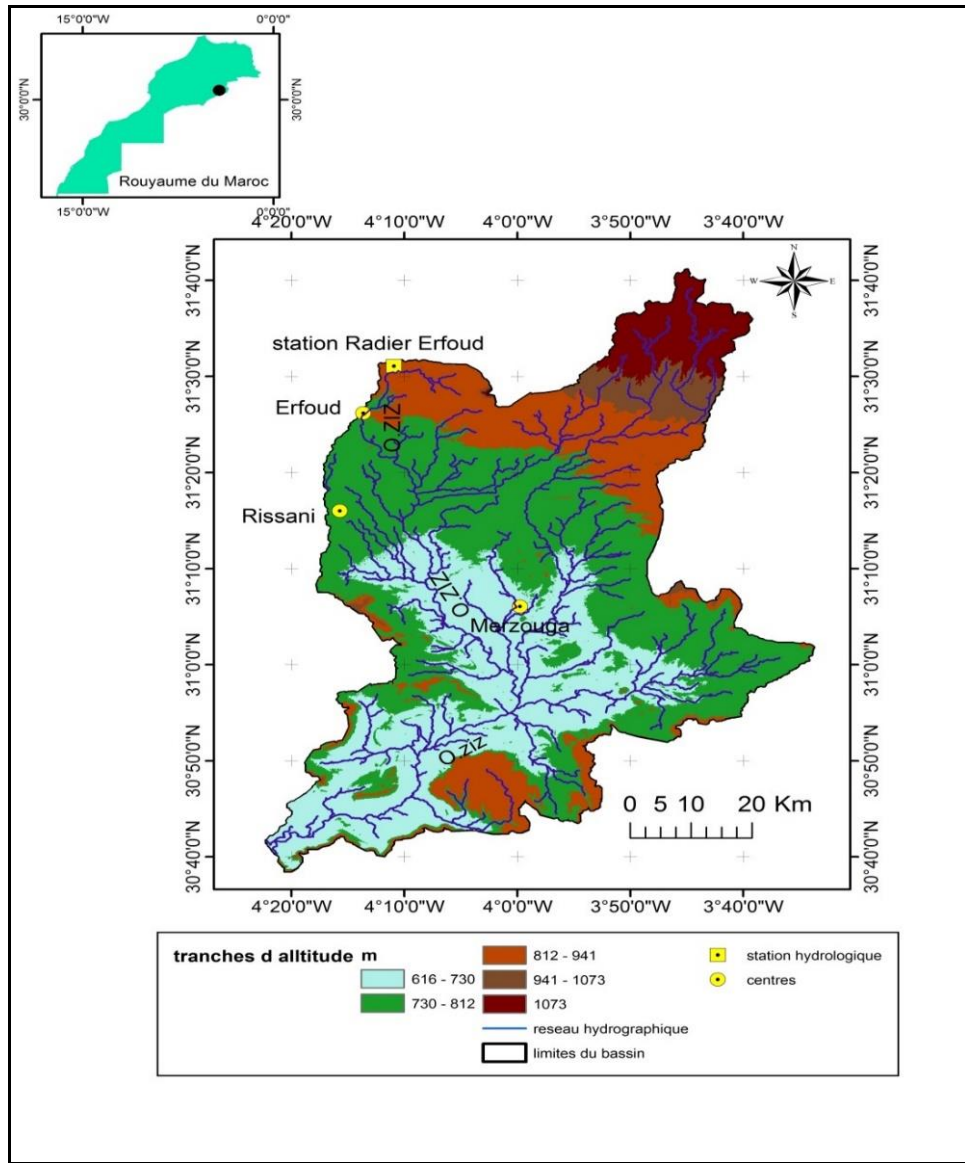 15°0'0"W 0°0'0"
30°0'0"N 30°0'0"N
Rouyaume du Maroc
15°0'0"W 0°0'0"
4°20'0"W 4°10'0"W 4°0'0"W 3°50'0"W 3°40'0"W
31°40'0"N 31°40'0"N
N
W E
S
station Radier Erfoud
31°30'0"N 31°30'0"N
Erfoud
O ZIZ
31°20'0"N 31°20'0"N
Rissani
31°10'0"N 31°10'0"N
ZIZ O
Merzouga
31°0'0"N 31°0'0"N
O ziz
30°50'0"N 30°50'0"N
0 5 10 20 Km
30°40'0"N 30°40'0"N
4°20'0"W 4°10'0"W 4°0'0"W 3°50'0"W 3°40'0"W
tranches d alltitude m
616 - 730
730 - 812
812 - 941
941 - 1073
1073
reseau hydrographique
limites du bassin
station hydrologique
centres